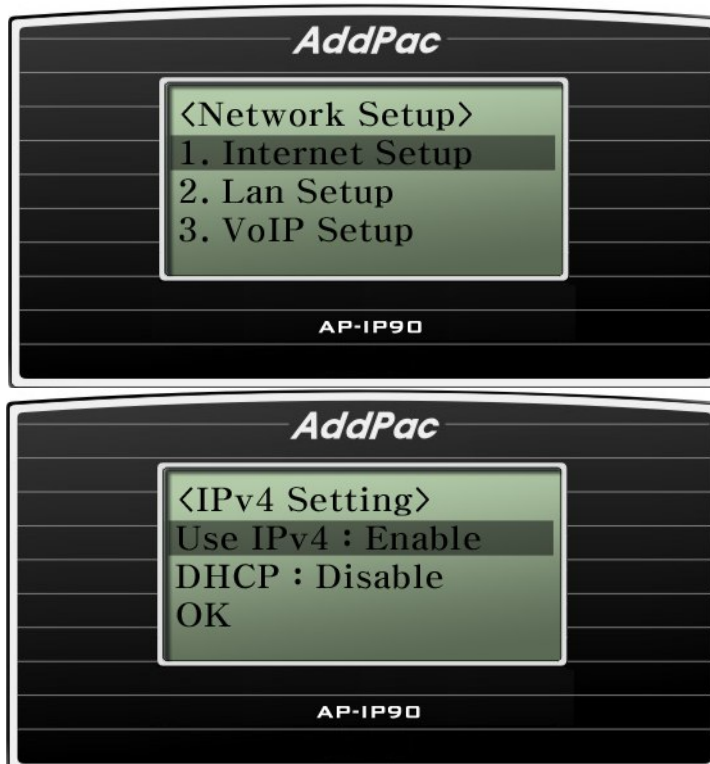 AddPac
<Network Setup>
1. Internet Setup
2. Lan Setup
3. VoIP Setup
AP-IP90
AddPac
<IPv4 Setting>
Use IPv4 : Enable
DHCP : Disable
OK
AP-IP90